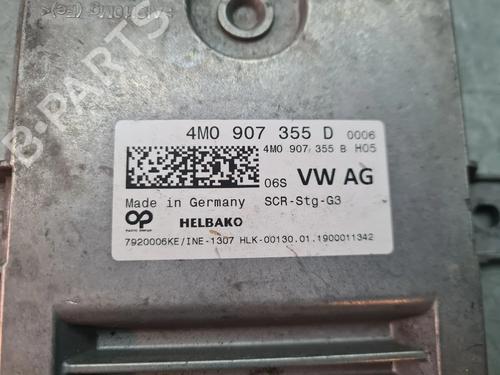 4M0 907 355 D 0006
4M0 907 355 B H05
06S VW AG
Made in Germany SCR-Stg-G3
HELBAKO
7920006KE/INE-1307 HLK-00130.01.1900011342
B-PARTS